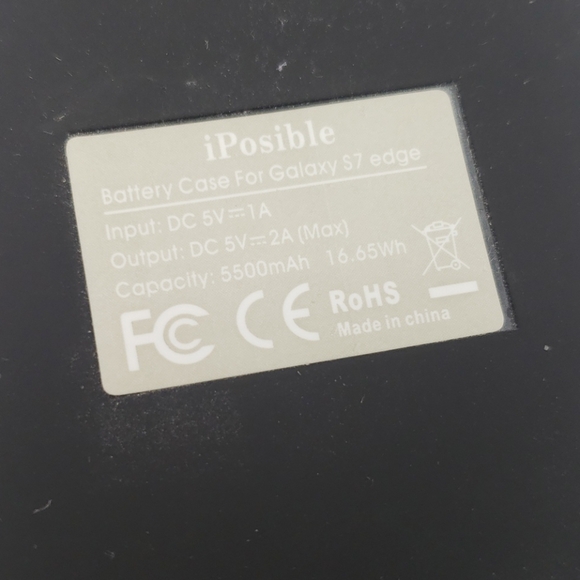 iPosible
Battery Case For Galaxy S7 edge
Input: DC 5V⎓1A
Output: DC 5V⎓2A (Max)
Capacity: 5500mAh 16.65Wh
FC CE RoHS
Made in china